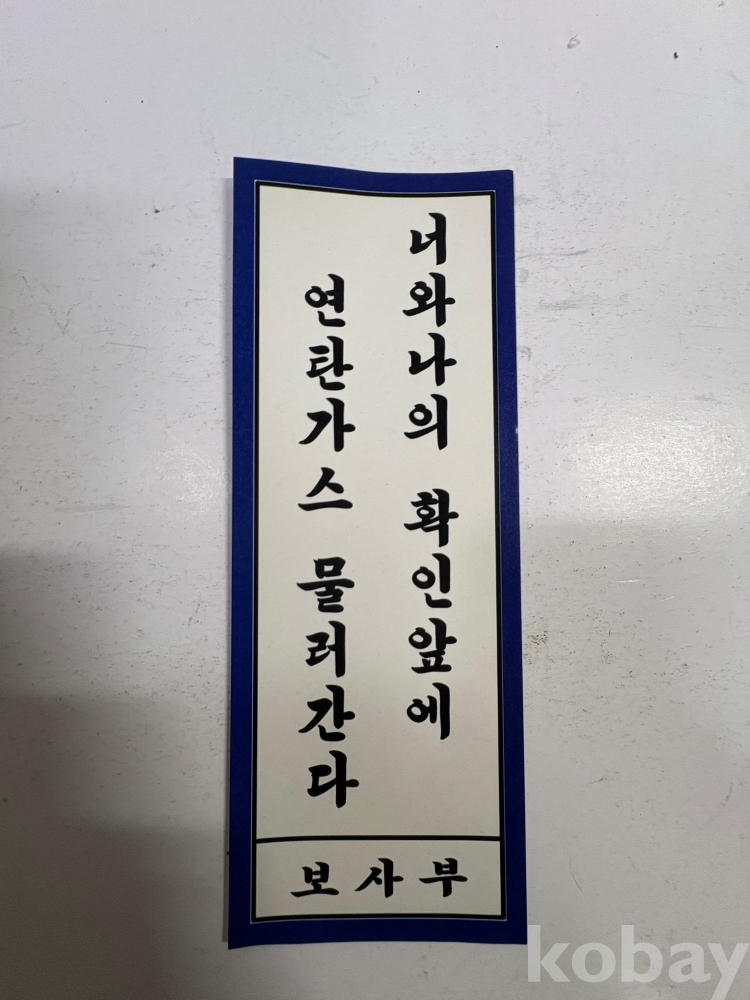 너와나의 확인앞에
연탄가스 물러간다
보사부
kobay